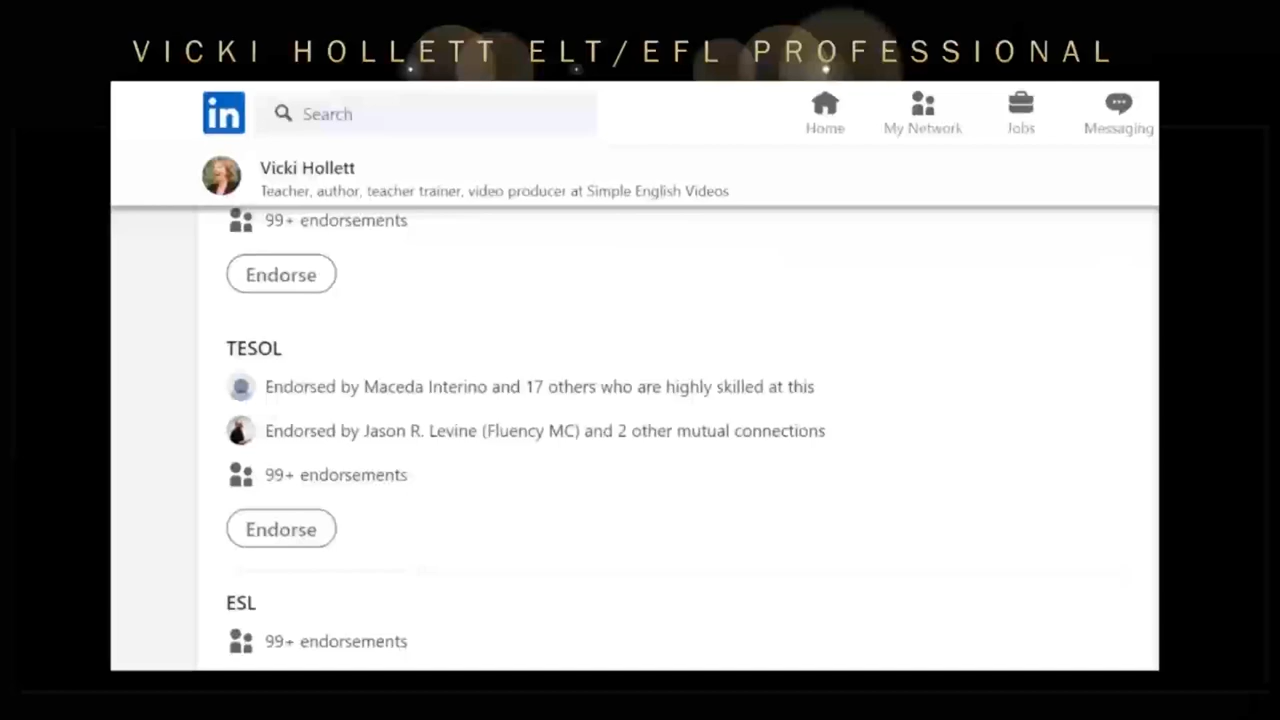 VICKI HOLLETT ELT/EFL PROFESSIONAL
in
Search
Home
My Network
Jobs
Messaging
Vicki Hollett
Teacher, author, teacher trainer, video producer at Simple English Videos
99+ endorsements
Endorse
TESOL
Endorsed by Maceda Interino and 17 others who are highly skilled at this
Endorsed by Jason R. Levine (Fluency MC) and 2 other mutual connections
99+ endorsements
Endorse
ESL
99+ endorsements